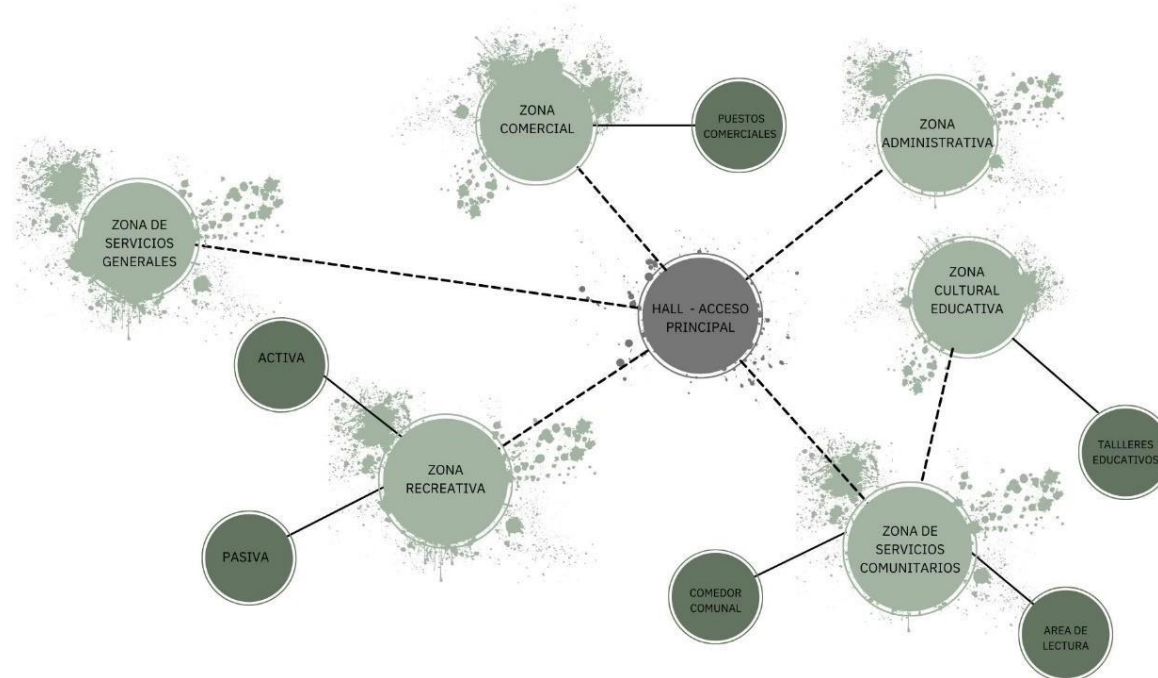 ZONA
COMERCIAL
PUESTOS
COMERCIALES
ZONA
ADMINISTRATIVA
ZONA DE
SERVICIOS
GENERALES
HALL - ACCESO
PRINCIPAL
ZONA
CULTURAL
EDUCATIVA
ACTIVA
ZONA
RECREATIVA
TALLLERES
EDUCATIVOS
PASIVA
ZONA DE
SERVICIOS
COMUNITARIOS
COMEDOR
COMUNAL
AREA DE
LECTURA